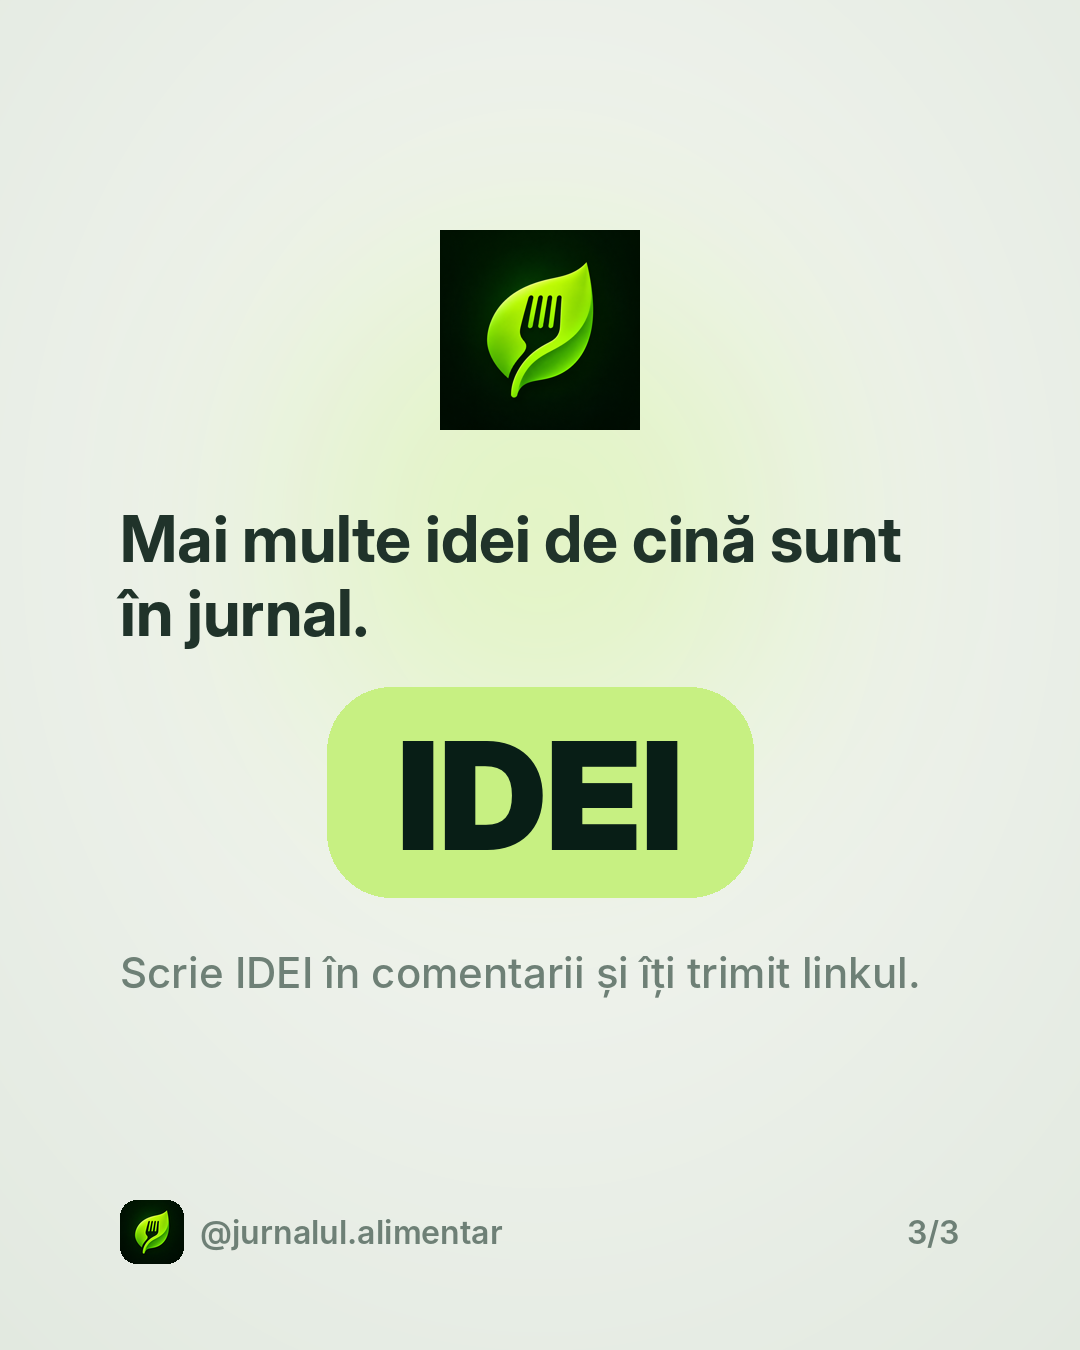 Mai multe idei de cină sunt
în jurnal.
IDEI
Scrie IDEI în comentarii și îți trimit linkul.
@jurnalul.alimentar
3/3